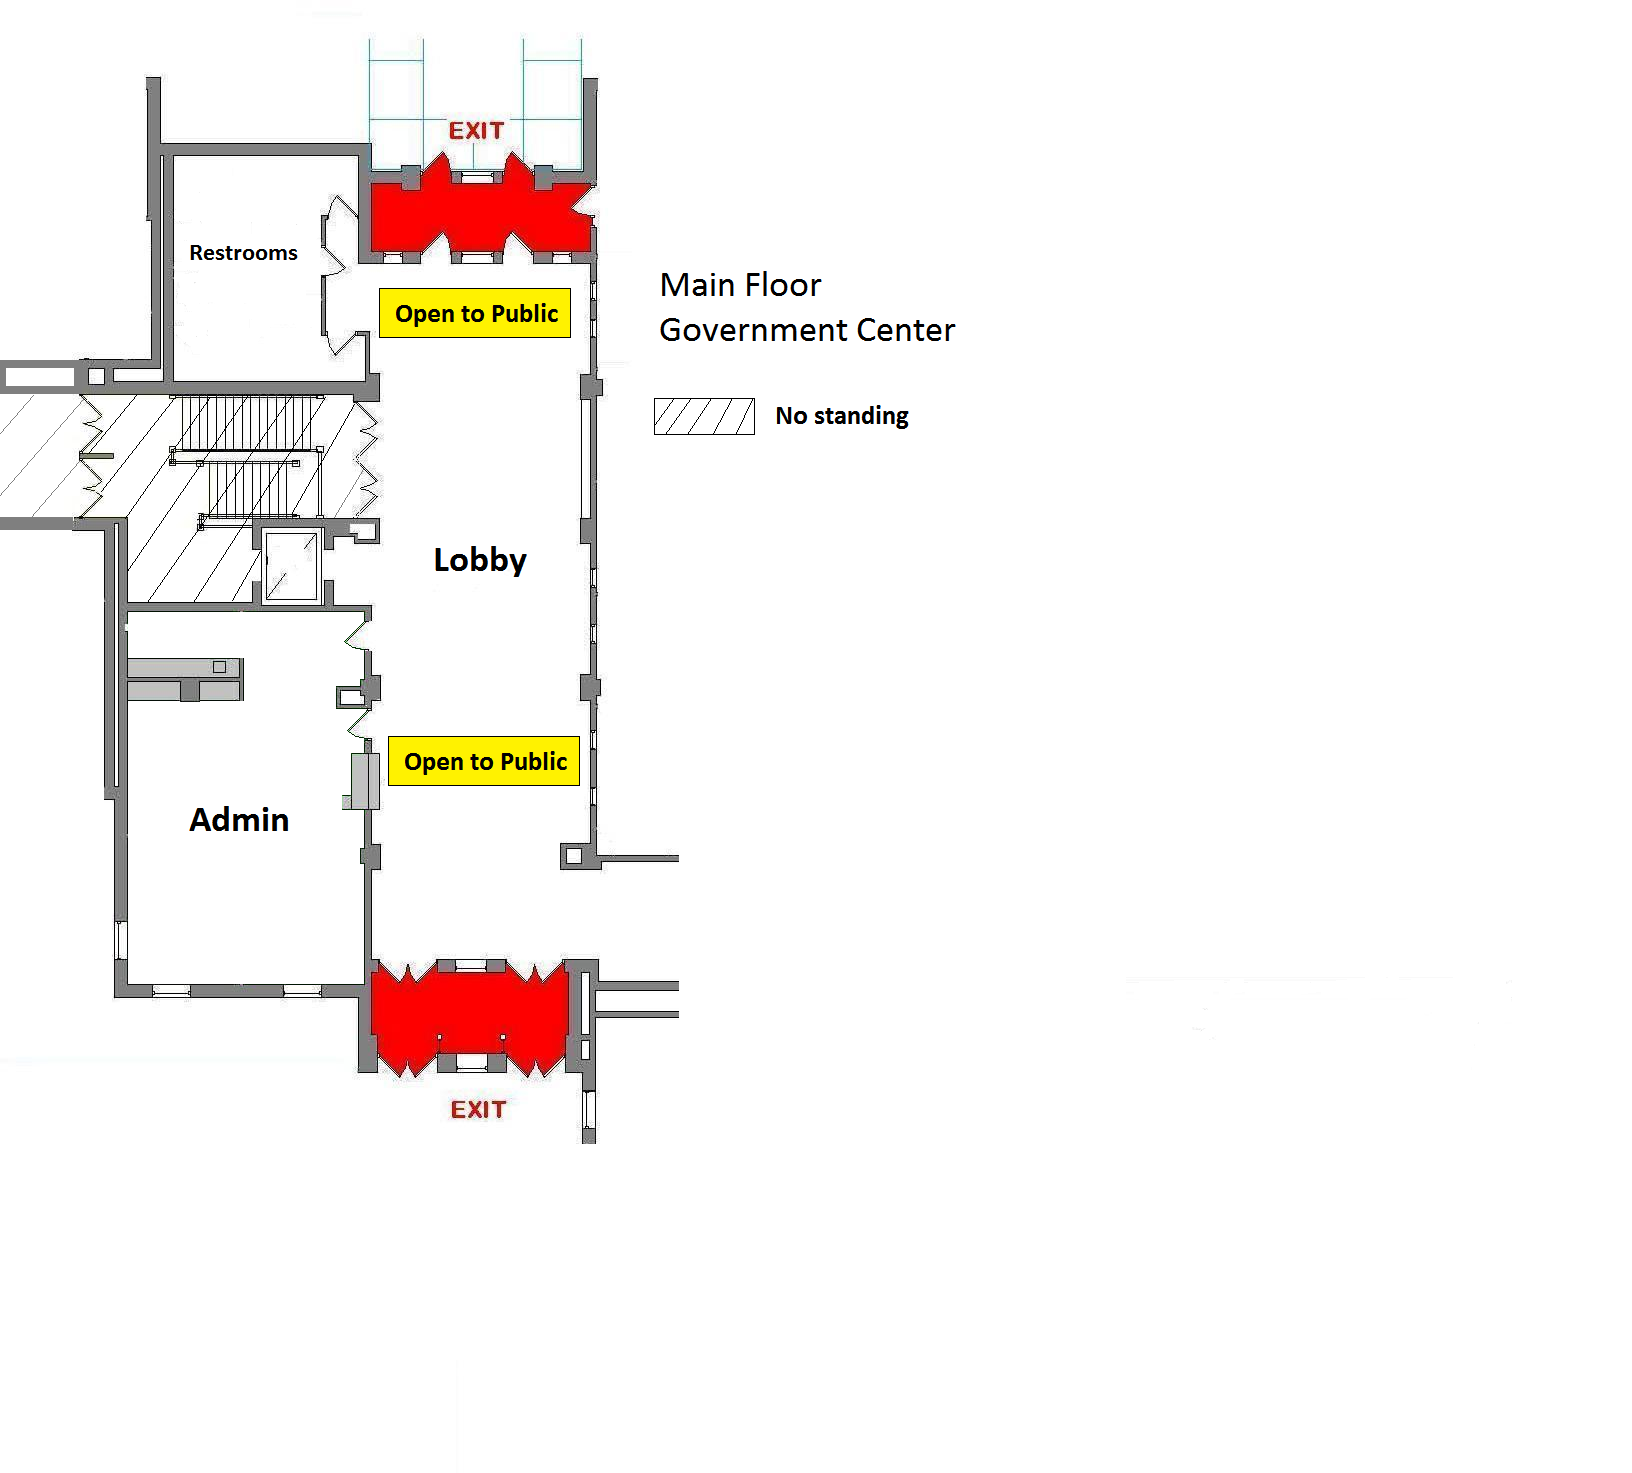 EXIT
Restrooms
Main Floor
Government Center
Open to Public
No standing
Lobby
Open to Public
Admin
EXIT